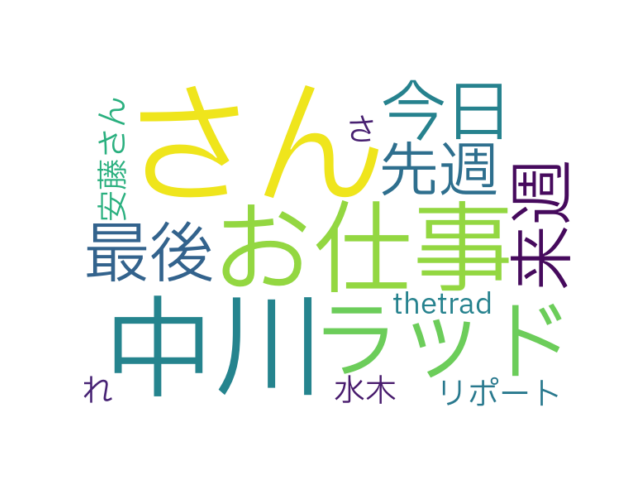 さん
今日
さ
安藤さん
先週
来週
お仕事
最後
中川
thetrad
ラッド
れ
水木
リポート